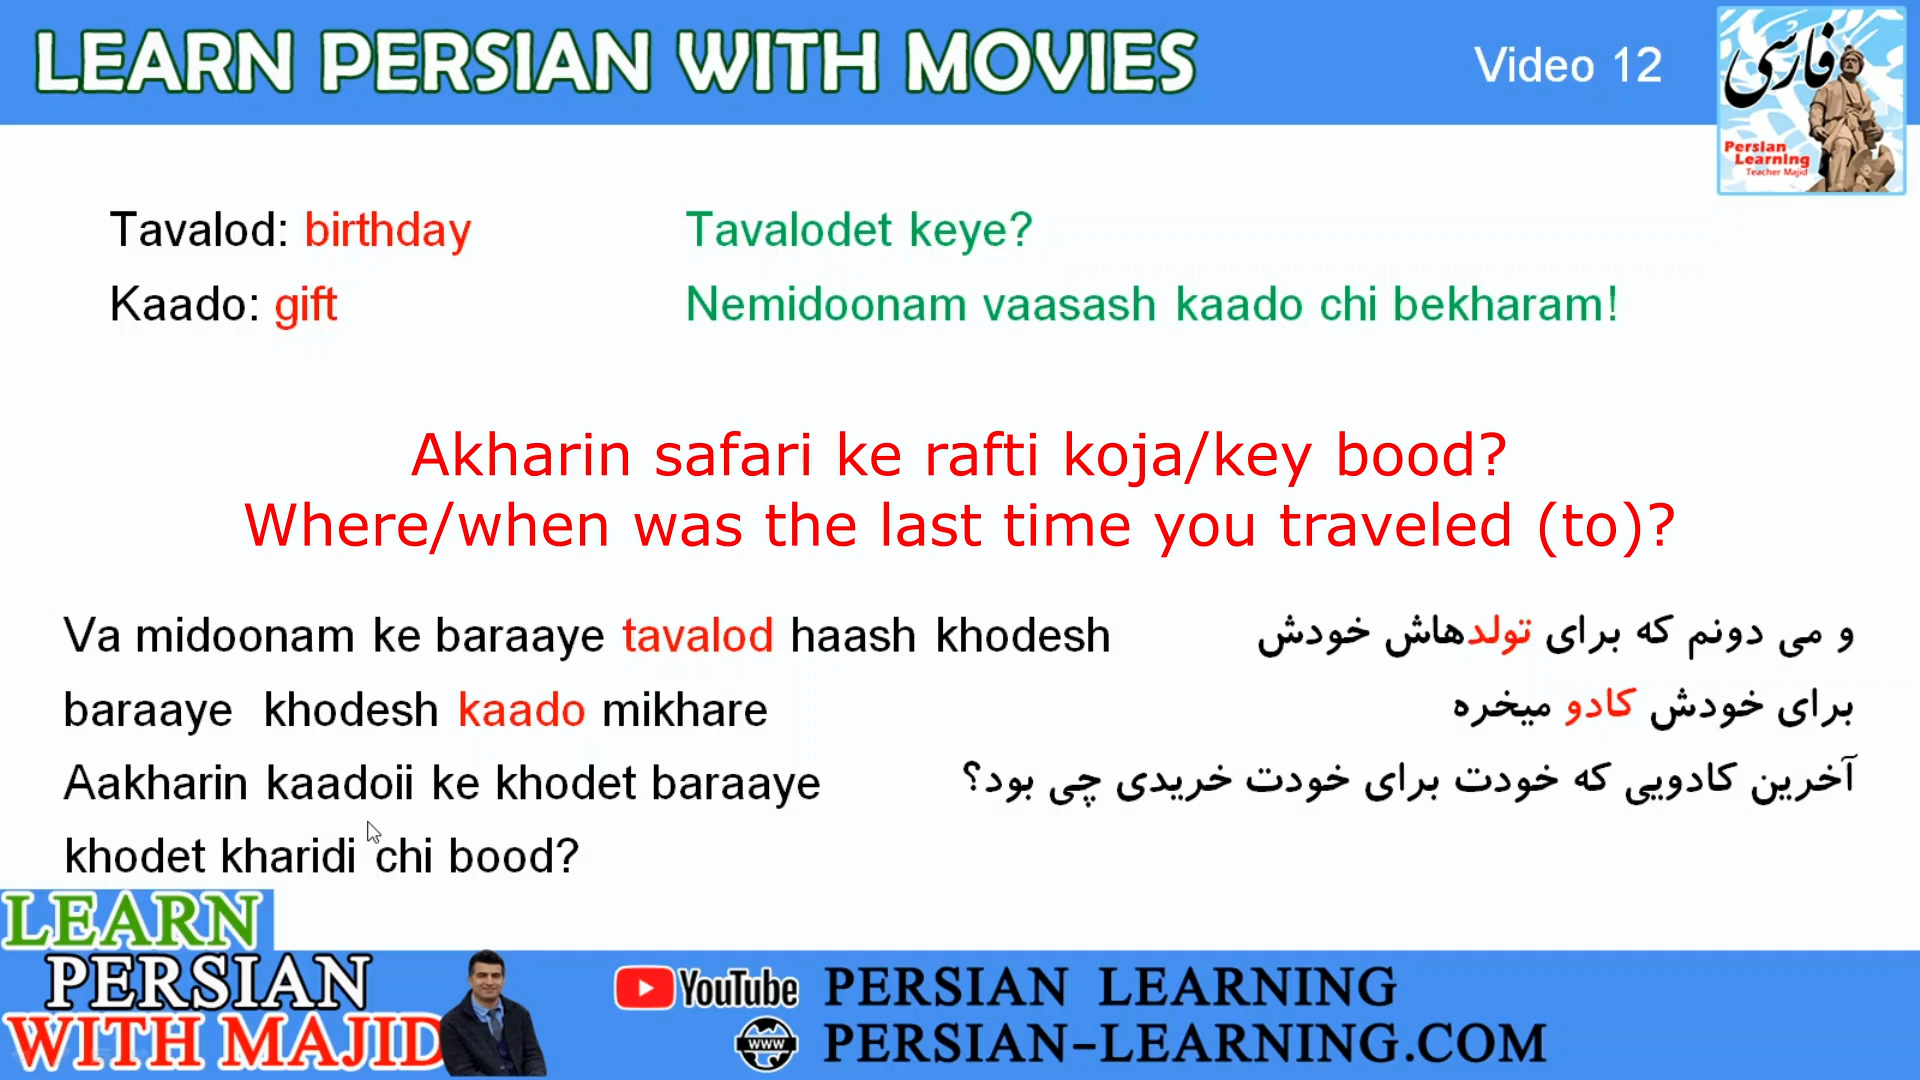 LEARN PERSIAN WITH MOVIES
Video 12
فارسی
Persian
Learning
Teacher Majid
Tavalod: birthday
Tavalodet keye?
Kaado: gift
Nemidoonam vaasash kaado chi bekharam!
Akharin safari ke rafti koja/key bood?
Where/when was the last time you traveled (to)?
Va midoonam ke baraaye tavalod haash khodesh
و می دونم که برای تولدهاش خودش
baraaye khodesh kaado mikhare
برای خودش کادو میخره
Aakharin kaadoii ke khodet baraaye
آخرین کادویی که خودت برای خودت خریدی چی بود؟
khodet kharidi chi bood?
LEARN
PERSIAN
WITH MAJID
YouTube PERSIAN LEARNING
www PERSIAN-LEARNING.COM